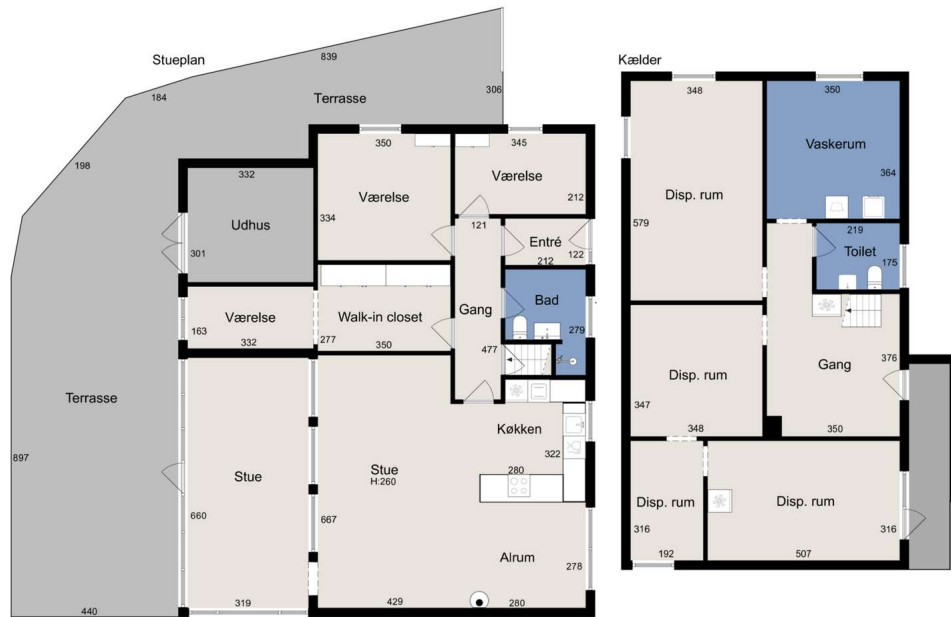 Stueplan
839
184
Terrasse
306
198
332
350
345
Værelse
Værelse
212
Udhus
334
121
Entré
122
301
212
Værelse
Walk-in closet
Gang
Bad
163
332
277
350
477
279
Terrasse
Køkken
897
Stue
Stue
H:260
322
280
660
667
Alrum
278
440
319
429
280
Kælder
348
350
Vaskerum
364
Disp. rum
579
219
Toilet
175
Disp. rum
Gang
376
347
348
350
Disp. rum
Disp. rum
316
316
192
507